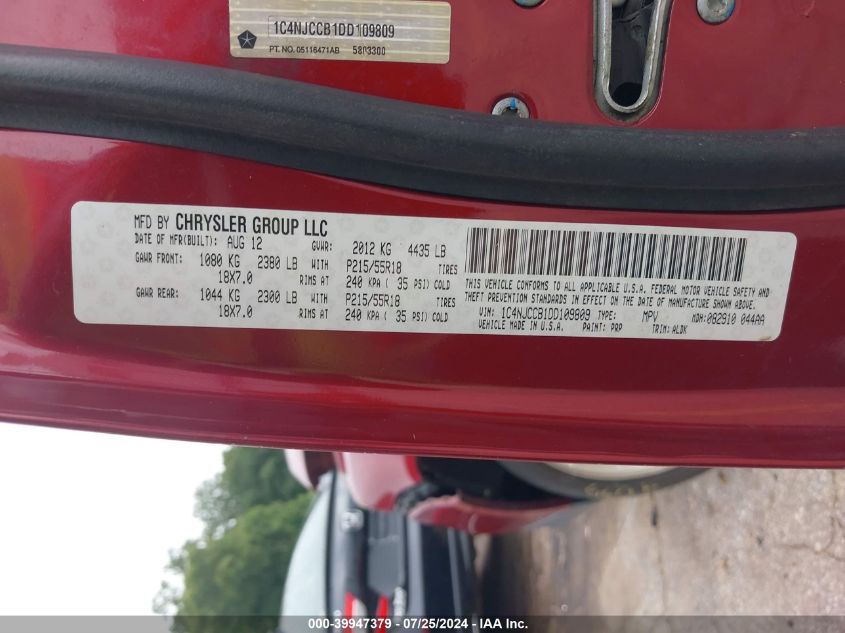 1C4NJCCB1DD109809
PT. NO. 05116471AB 5803300
MFD BY CHRYSLER GROUP LLC
DATE OF MFR(BUILT): AUG 12 GVWR: 2012 KG 4435 LB
GAWR FRONT: 1080 KG 2380 LB WITH P215/55R18 TIRES
18X7.0 RIMS AT 240 KPA ( 35 PSI) COLD
GAWR REAR: 1044 KG 2300 LB WITH P215/55R18 TIRES
18X7.0 RIMS AT 240 KPA ( 35 PSI) COLD
THIS VEHICLE CONFORMS TO ALL APPLICABLE U.S.A. FEDERAL MOTOR VEHICLE SAFETY AND
THEFT PREVENTION STANDARDS IN EFFECT ON THE DATE OF MANUFACTURE SHOWN ABOVE.
VIN: 1C4NJCCB1DD109809 TYPE: MPV MDH: 082910 044AA
VEHICLE MADE IN U.S.A. PAINT: PRP TRIM: ALDK
000-39947379 - 07/25/2024 - IAA Inc.